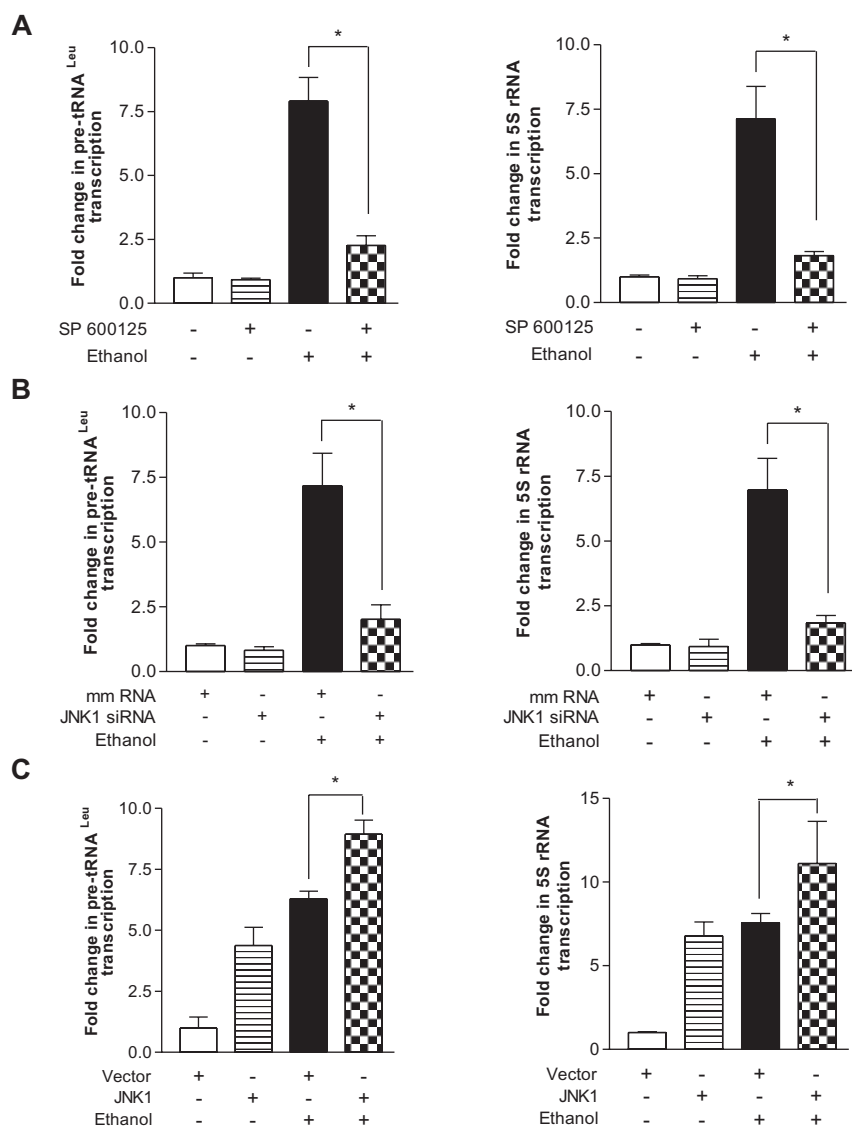 A
Fold change in pre-tRNA Leu
transcription
10.0
7.5
5.0
2.5
0.0
*
SP 600125 - + - +
Ethanol - - + +
Fold change in 5S rRNA
transcription
10.0
7.5
5.0
2.5
0.0
*
- + - +
- - + +
B
Fold change in pre-tRNA Leu
transcription
10.0
7.5
5.0
2.5
0.0
*
mm RNA + - + -
JNK1 siRNA - + - +
Ethanol - - + +
Fold change in 5S rRNA
transcription
10.0
7.5
5.0
2.5
0.0
*
mm RNA + - + -
JNK1 siRNA - + - +
Ethanol - - + +
C
Fold change in pre-tRNA Leu
transcription
10.0
7.5
5.0
2.5
0.0
*
Vector + - + -
JNK1 - + - +
Ethanol - - + +
Fold change in 5S rRNA
transcription
15
10
5
0
*
Vector + - + -
JNK1 - + - +
Ethanol - - + +